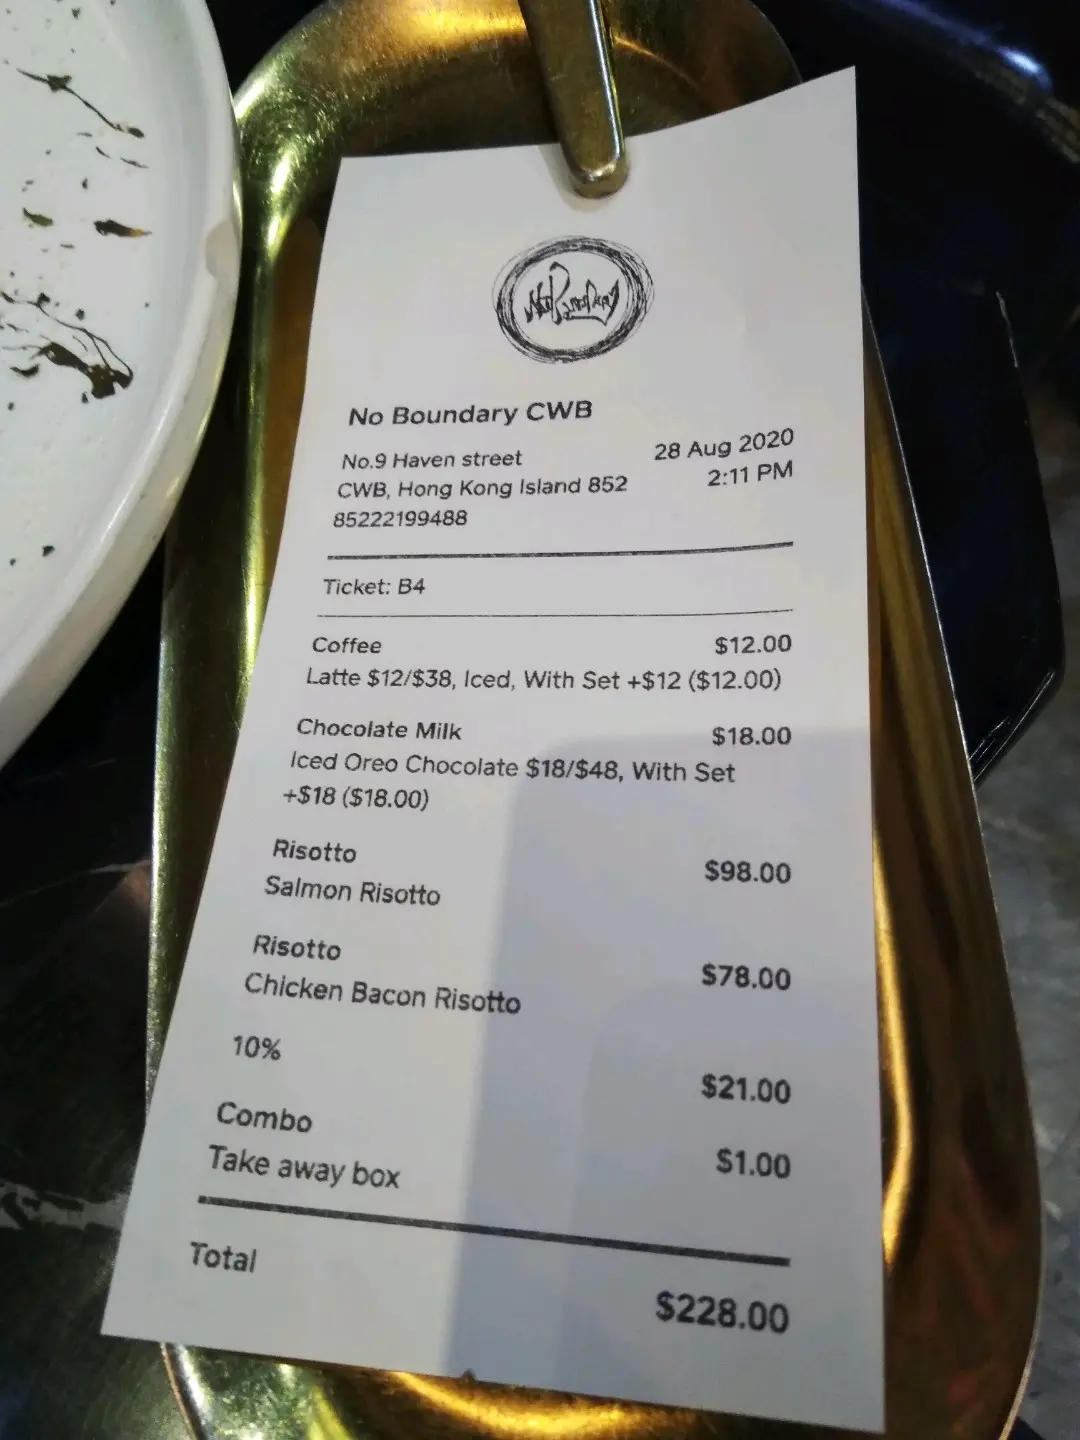 No Boundary
No Boundary CWB
No.9 Haven street
CWB, Hong Kong Island 852
85222199488
28 Aug 2020
2:11 PM
Ticket: B4
Coffee $12.00
Latte $12/$38, Iced, With Set +$12 ($12.00)
Chocolate Milk $18.00
Iced Oreo Chocolate $18/$48, With Set
+$18 ($18.00)
Risotto $98.00
Salmon Risotto
Risotto $78.00
Chicken Bacon Risotto
10% $21.00
Combo $1.00
Take away box
Total $228.00